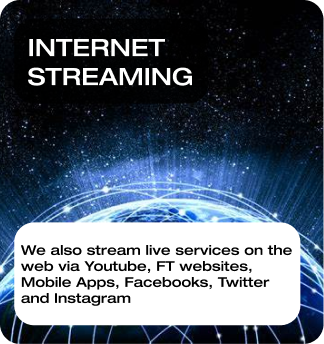 INTERNET
STREAMING
We also stream live services on the
web via Youtube, FT websites,
Mobile Apps, Facebooks, Twitter
and Instagram